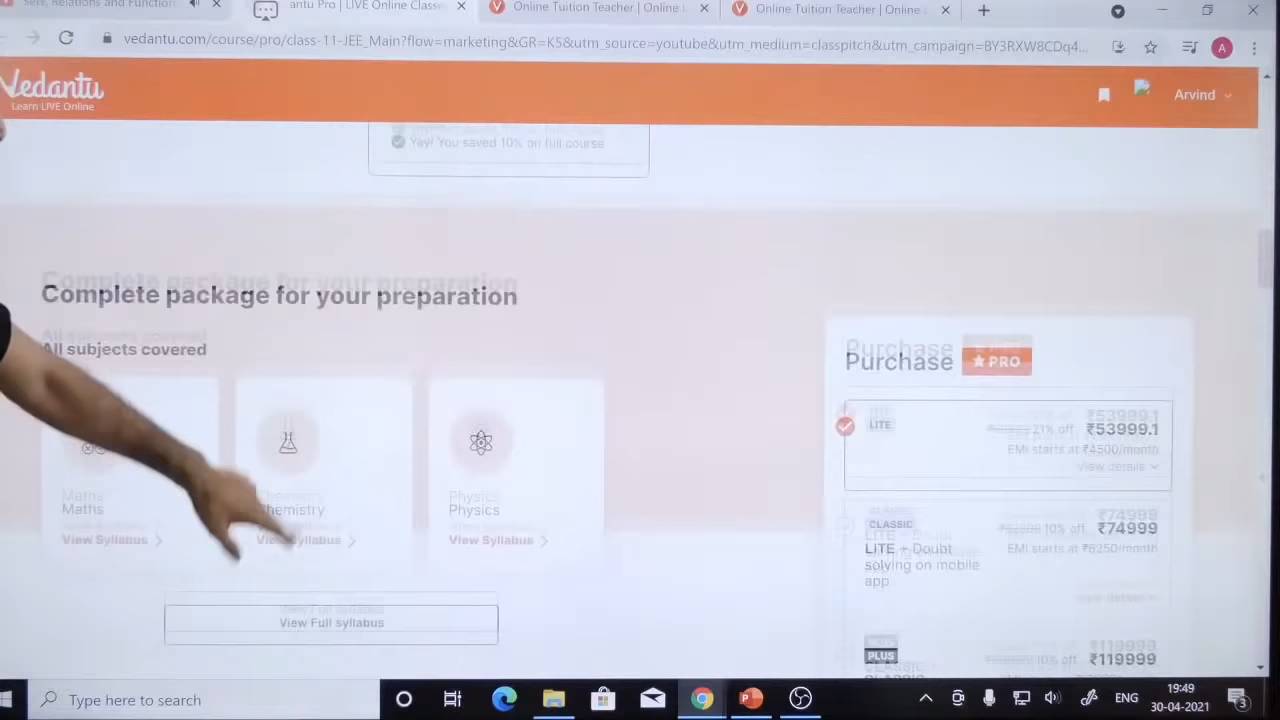 Sets, Relations and Function
antu Pro | LIVE Online Classe
Online Tuition Teacher | Online L
Online Tuition Teacher | Online
vedantu.com/course/pro/class-11-JEE_Main?flow=marketing&GR=K5&utm_source=youtube&utm_medium=classpitch&utm_campaign=BY3RXW8CDq4...
A
Vedantu
Learn LIVE Online
Arvind
Yay! You saved 10% on full course
Complete package for your preparation
All subjects covered
Maths
View Syllabus
Chemistry
View Syllabus
Physics
View Syllabus
View Full syllabus
Purchase PRO
LITE
21% off ₹53999.1
EMi starts at ₹4500/month
View details
CLASSIC
10% off ₹74999
LITE + Doubt
solving on mobile
app
EMi starts at ₹6250/month
View details
PLUS
10% off ₹119999
Type here to search
ENG
19:49
30-04-2021
3